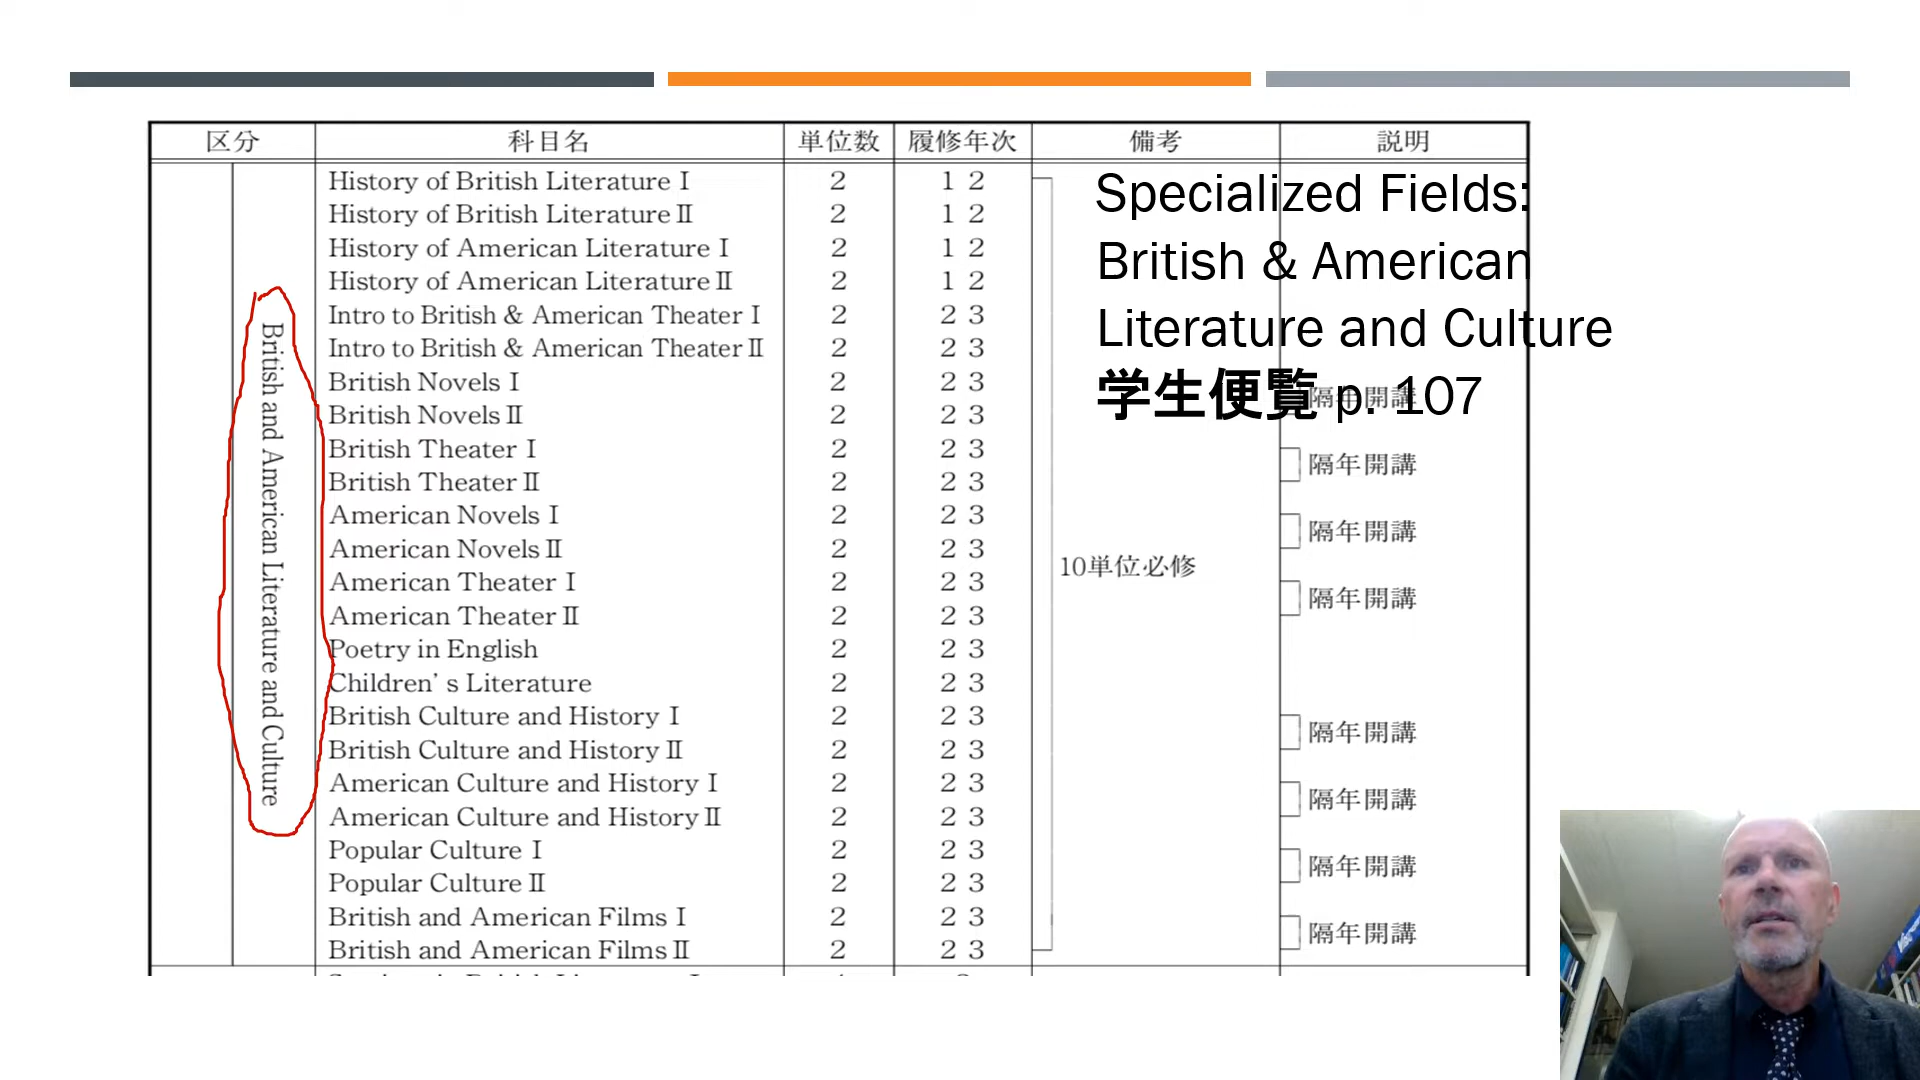 区分 科目名 単位数 履修年次 備考 説明
History of British Literature Ⅰ 2 1 2
History of British Literature Ⅱ 2 1 2
History of American Literature Ⅰ 2 1 2
History of American Literature Ⅱ 2 1 2
Intro to British & American Theater Ⅰ 2 2 3
Intro to British & American Theater Ⅱ 2 2 3
British Novels Ⅰ 2 2 3
British Novels Ⅱ 2 2 3 隔年開講
British Theater Ⅰ 2 2 3
British Theater Ⅱ 2 2 3 隔年開講
American Novels Ⅰ 2 2 3
American Novels Ⅱ 2 2 3 隔年開講
American Theater Ⅰ 2 2 3
American Theater Ⅱ 2 2 3 隔年開講
Poetry in English 2 2 3
Children's Literature 2 2 3
British Culture and History Ⅰ 2 2 3
British Culture and History Ⅱ 2 2 3 隔年開講
American Culture and History Ⅰ 2 2 3
American Culture and History Ⅱ 2 2 3 隔年開講
Popular Culture Ⅰ 2 2 3
Popular Culture Ⅱ 2 2 3 隔年開講
British and American Films Ⅰ 2 2 3
British and American Films Ⅱ 2 2 3 隔年開講
British and American Literature and Culture
10単位必修
Specialized Fields:
British & American
Literature and Culture
学生便覧 p. 107